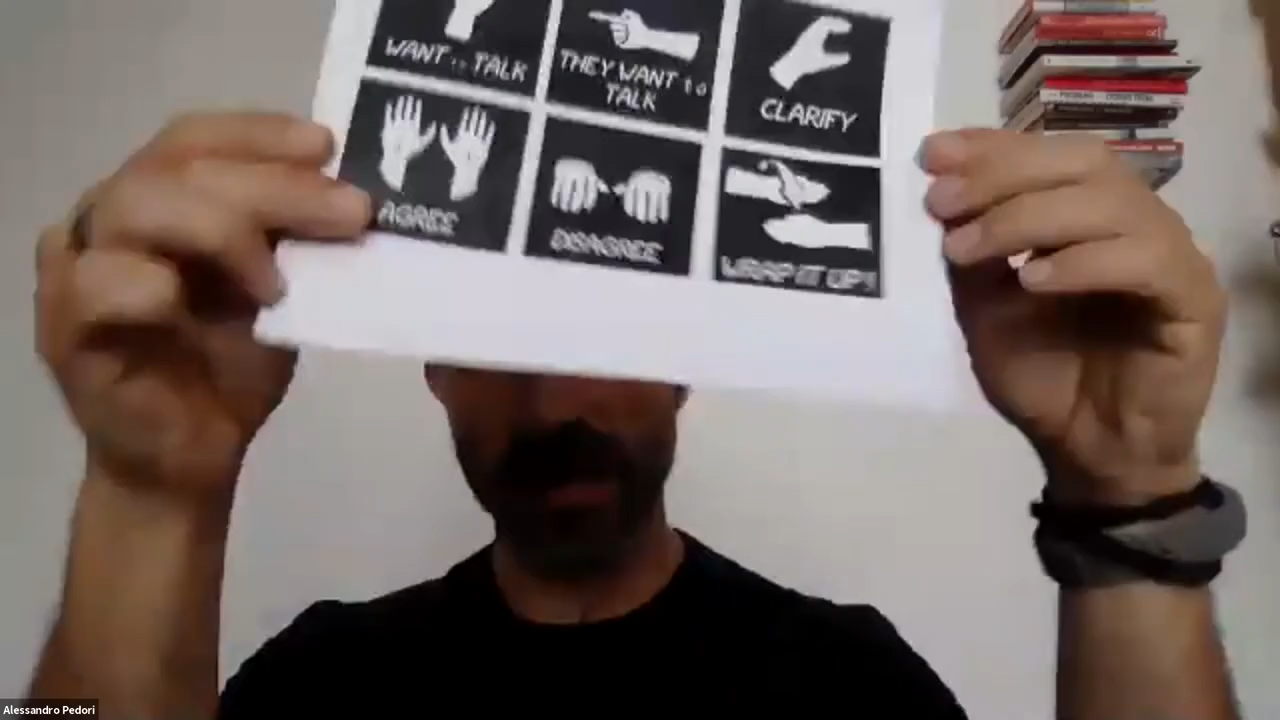 WANT to TALK
THEY WANT to
TALK
CLARIFY
AGREE
DISAGREE
WRAP IT UP!
Alessandro Pedori